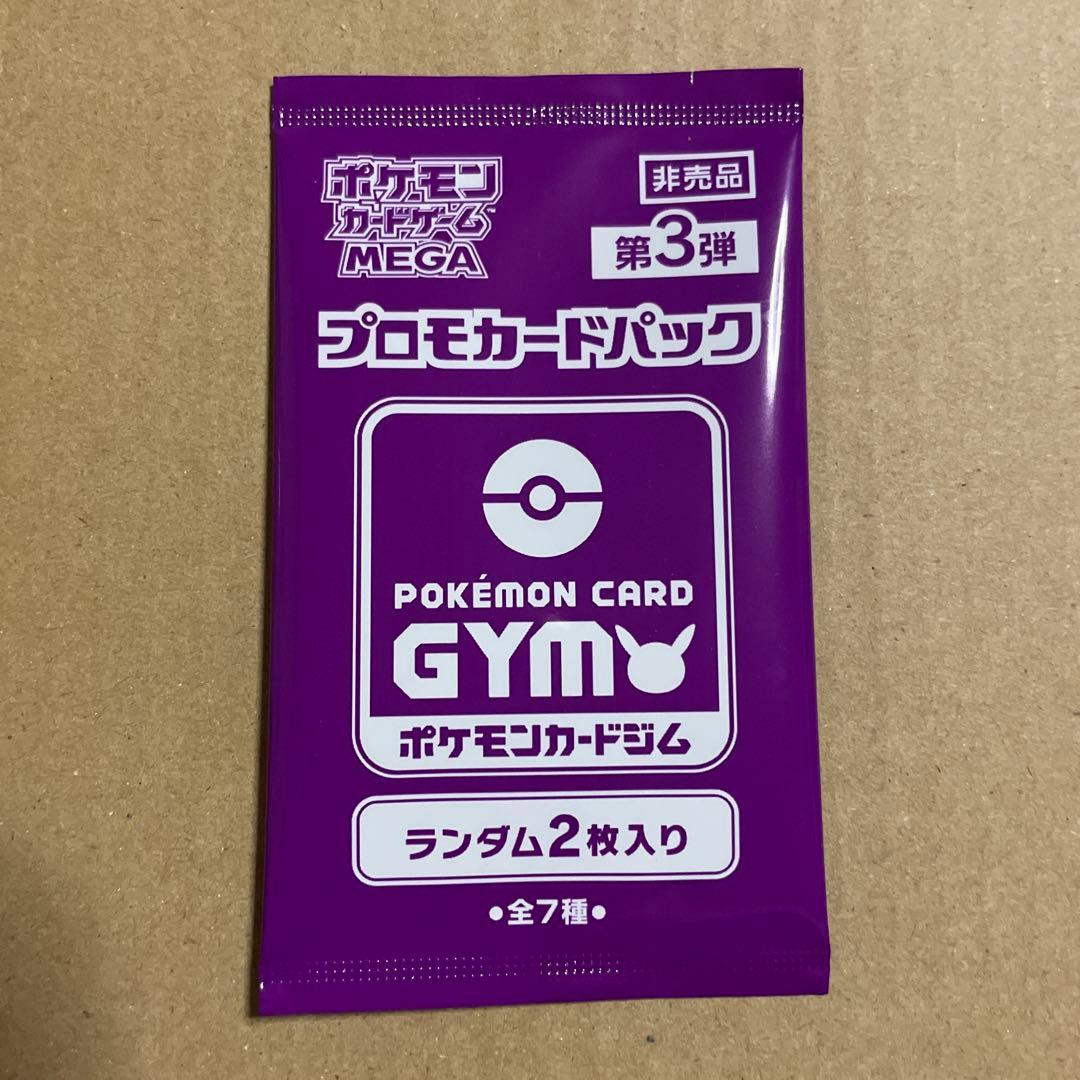 ポケモン
カードゲーム™
MEGA
非売品
第3弾
プロモカードパック
POKÉMON CARD
GYM
ポケモンカードジム
ランダム2枚入り
•全7種•